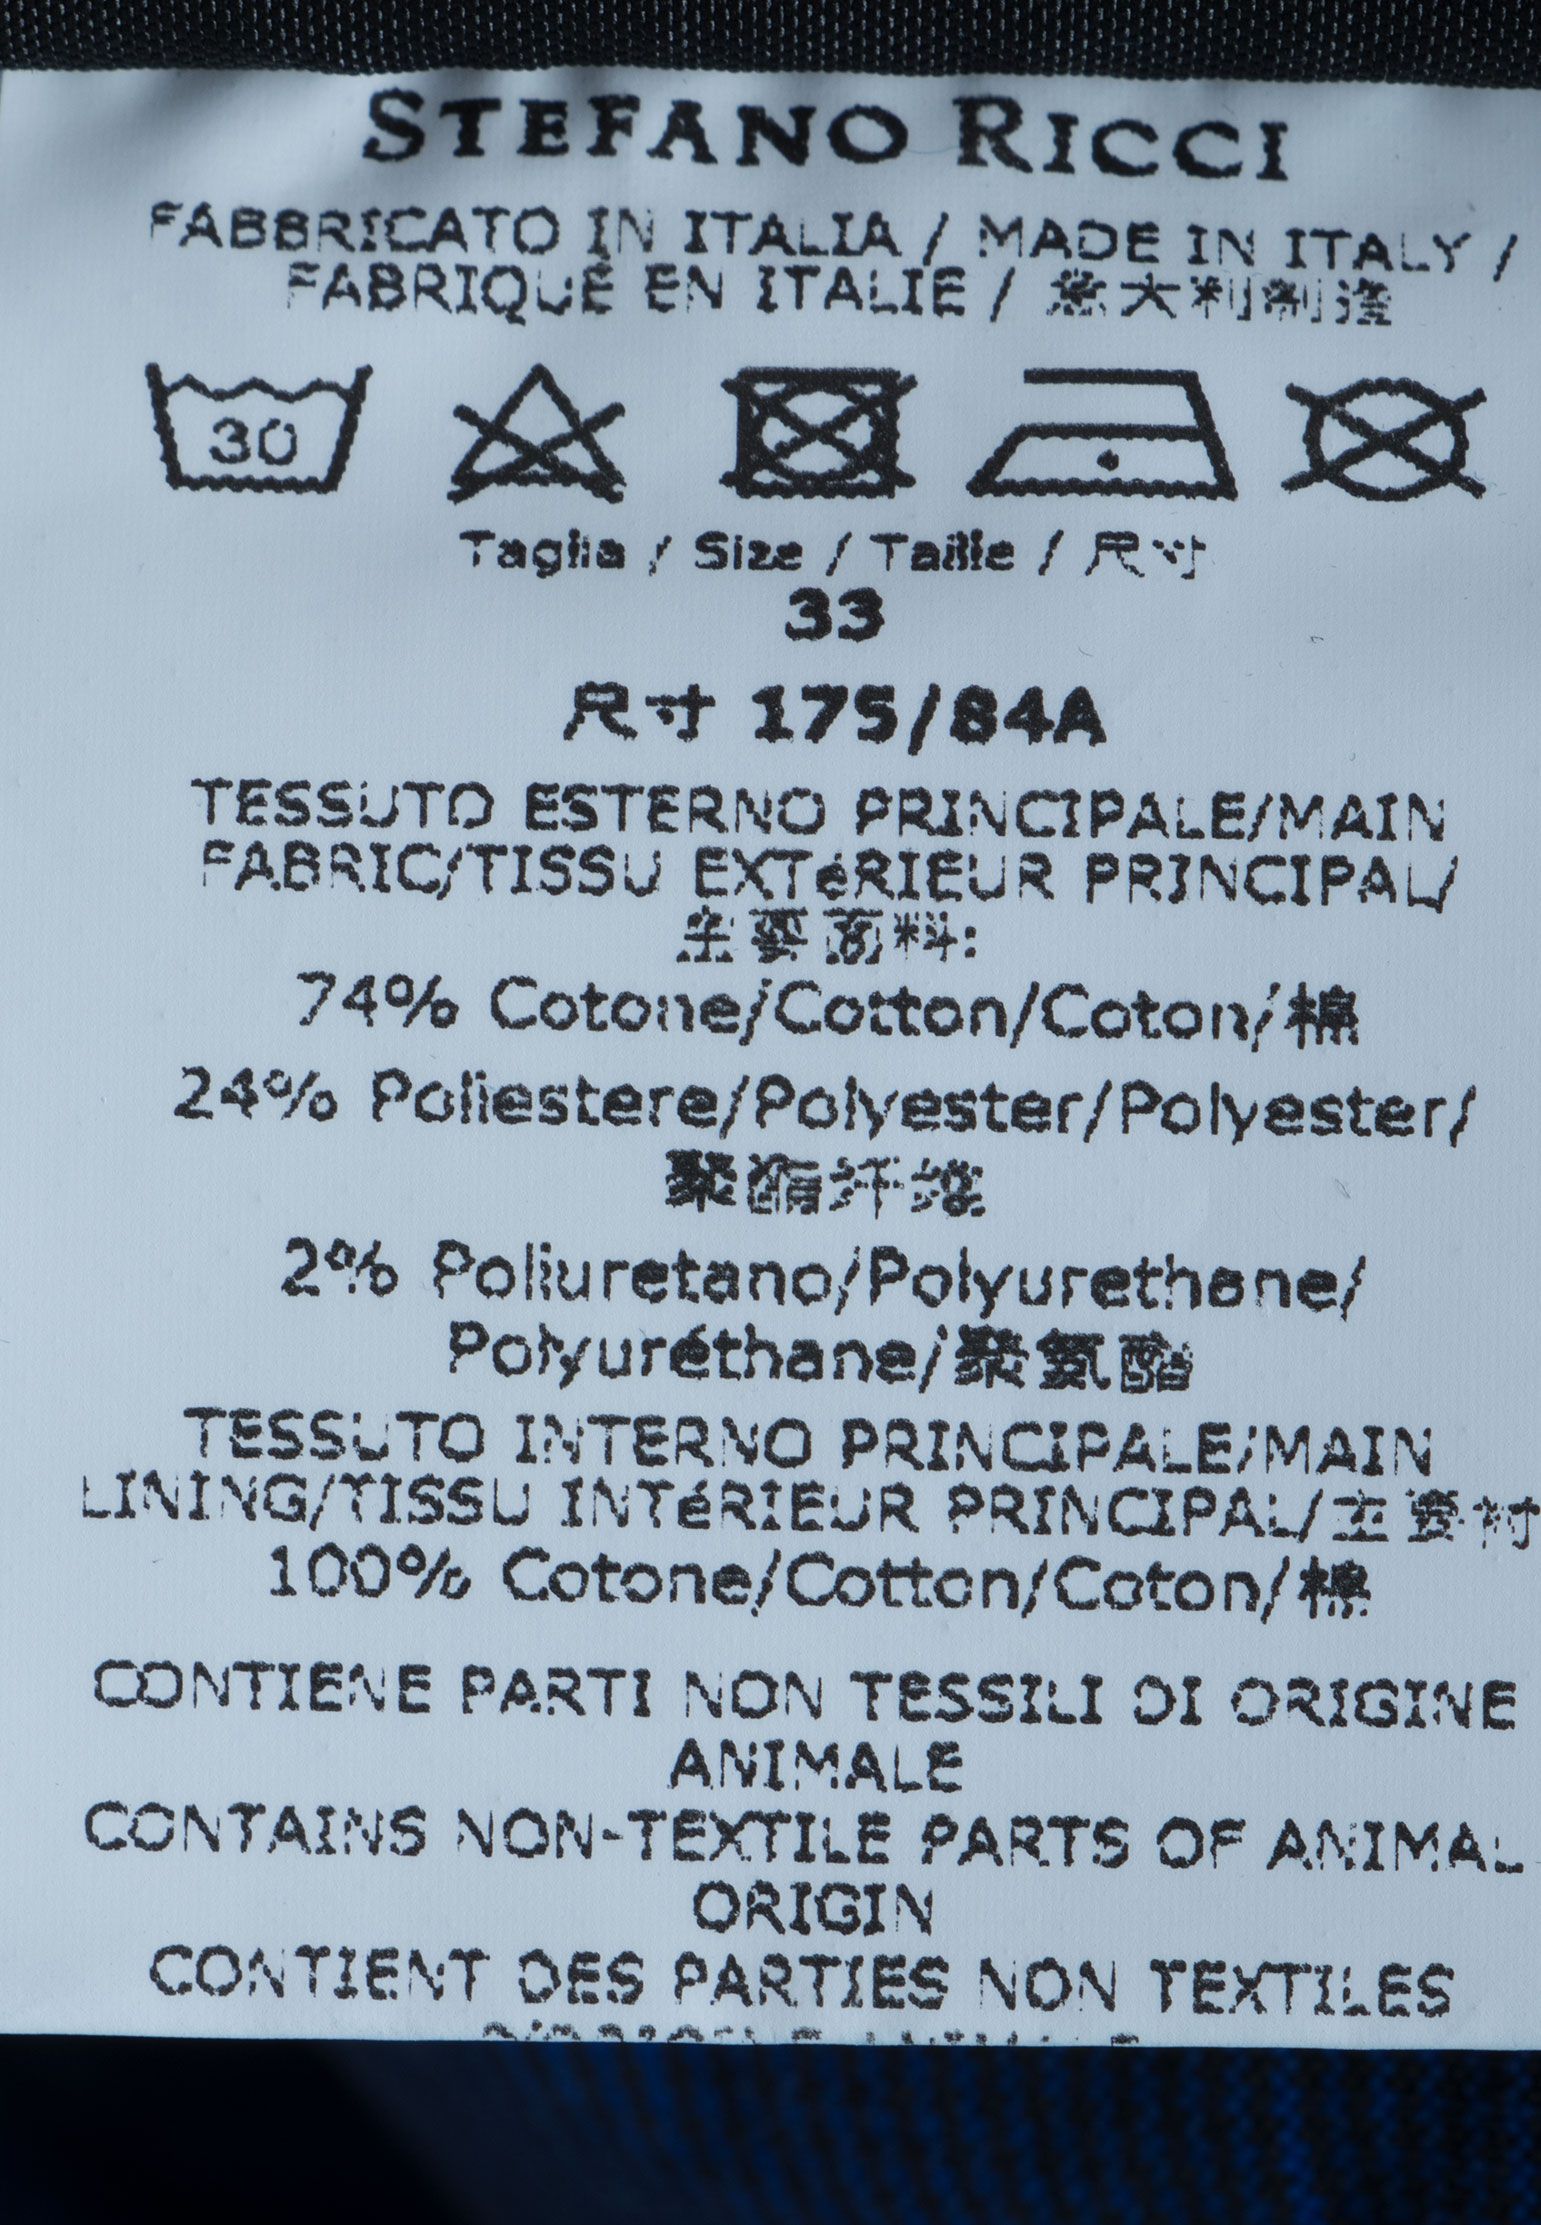 STEFANO RICCI
FABBRICATO IN ITALIA / MADE IN ITALY /
FABRIQUÉ EN ITALIE / 意大利制造
30
Taglia / Size / Taille / 尺寸
33
尺寸 175/84A
TESSUTO ESTERNO PRINCIPALE/MAIN
FABRIC/TISSU EXTéRIEUR PRINCIPAL/
主要面料:
74% Cotone/Cotton/Coton/棉
24% Poliestere/Polyester/Polyester/
聚酯纤维
2% Poliuretano/Polyurethane/
Polyuréthane/聚氨酯
TESSUTO INTERNO PRINCIPALE/MAIN
LINING/TISSU INTéRIEUR PRINCIPAL/主要衬
100% Cotone/Cotton/Coton/棉
CONTIENE PARTI NON TESSILI DI ORIGINE
ANIMALE
CONTAINS NON-TEXTILE PARTS OF ANIMAL
ORIGIN
CONTIENT DES PARTIES NON TEXTILES